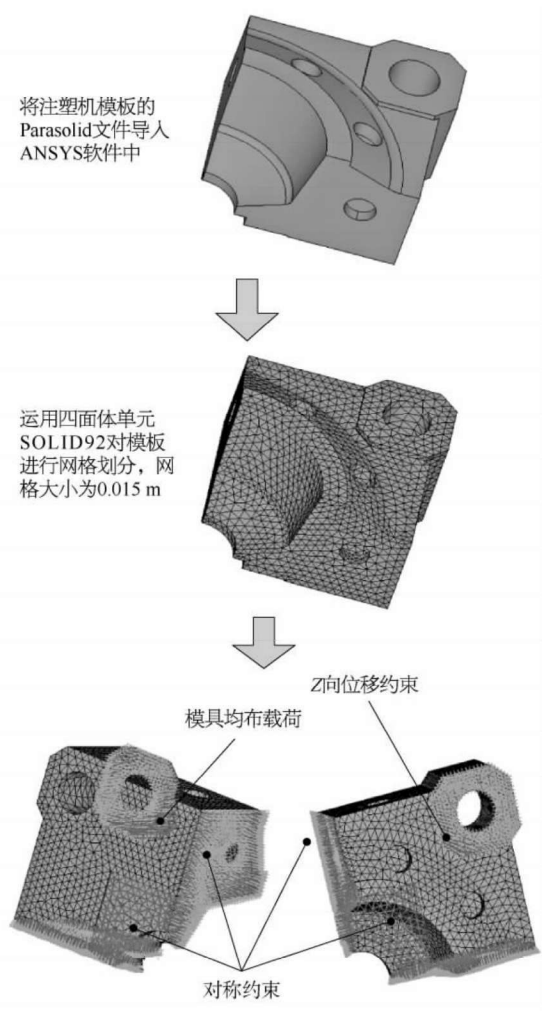 将注塑机模板的
Parasolid文件导入
ANSYS软件中
运用四面体单元
SOLID92对模板
进行网格划分，网
格大小为0.015 m
Z向位移约束
模具均布载荷
对称约束